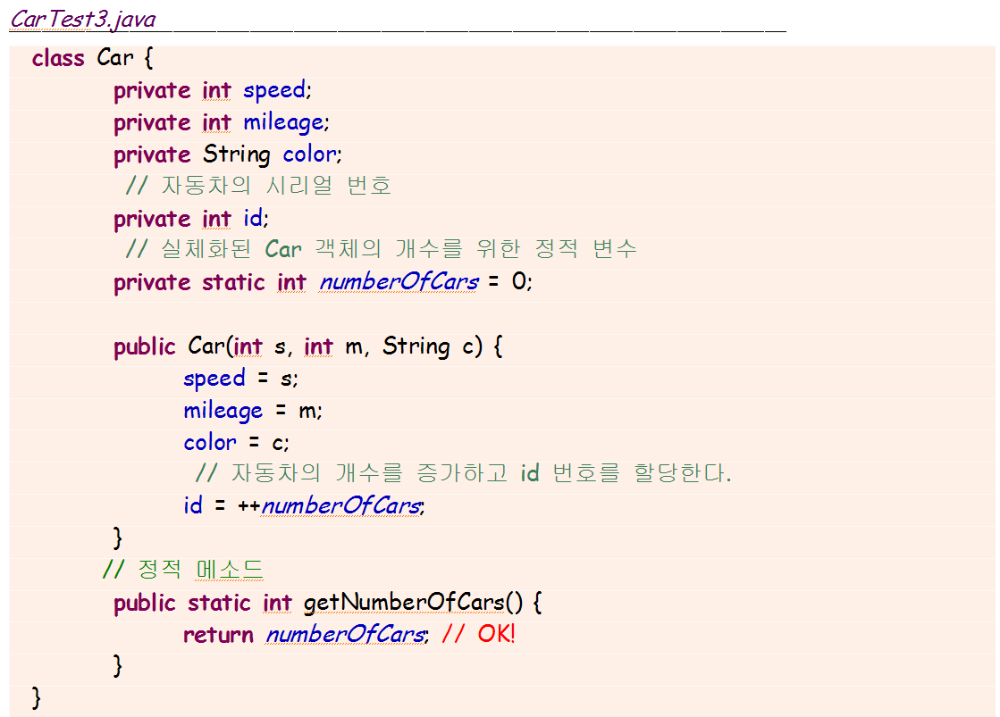 CarTest3.java
class Car {
private int speed;
private int mileage;
private String color;
// 자동차의 시리얼 번호
private int id;
// 실체화된 Car 객체의 개수를 위한 정적 변수
private static int numberOfCars = 0;
public Car(int s, int m, String c) {
speed = s;
mileage = m;
color = c;
// 자동차의 개수를 증가하고 id 번호를 할당한다.
id = ++numberOfCars;
}
// 정적 메소드
public static int getNumberOfCars() {
return numberOfCars; // OK!
}
}